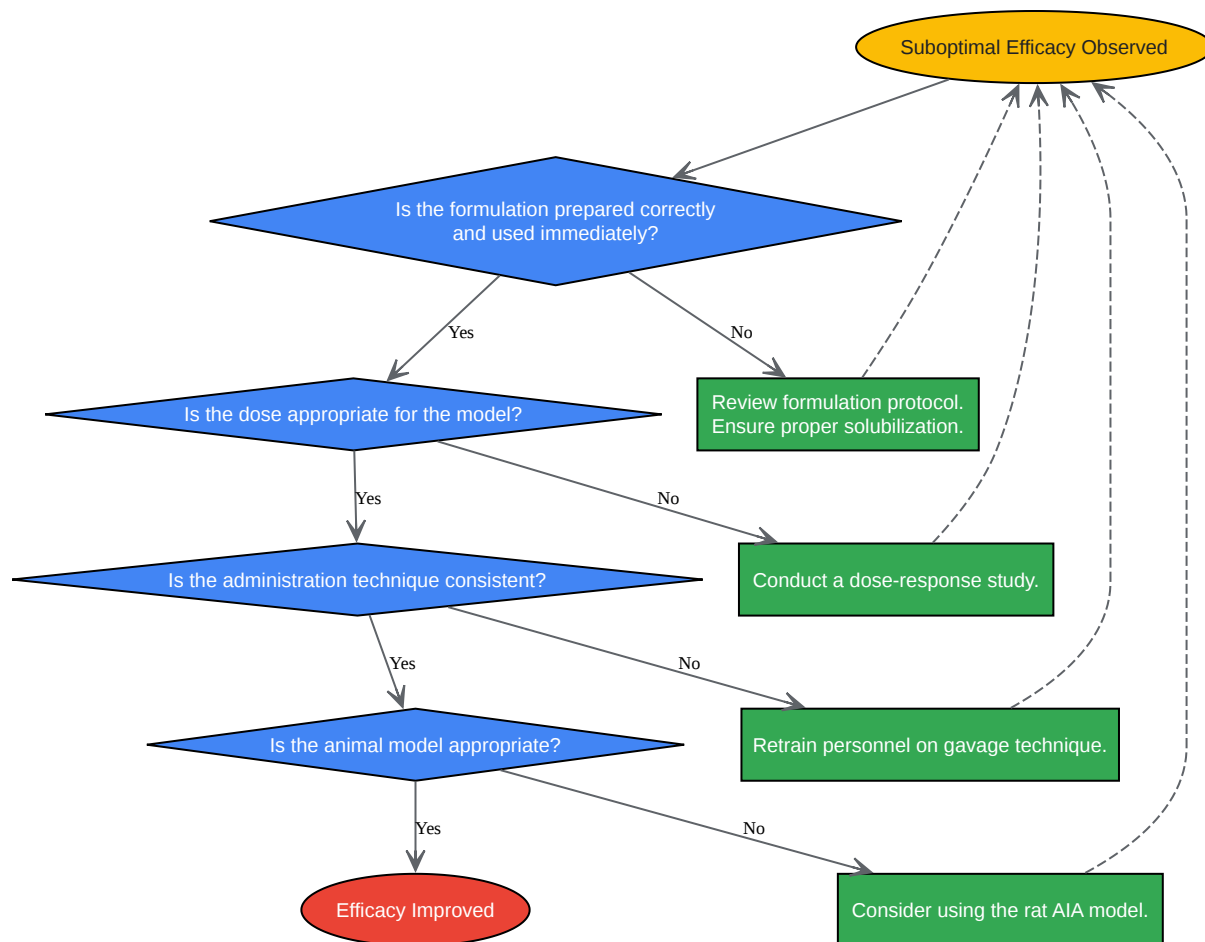 Suboptimal Efficacy Observed
Is the formulation prepared correctly
and used immediately?
Yes
No
Is the dose appropriate for the model?
Review formulation protocol.
Ensure proper solubilization.
Yes
No
Is the administration technique consistent?
Conduct a dose-response study.
Yes
No
Is the animal model appropriate?
Retrain personnel on gavage technique.
Yes
No
Efficacy Improved
Consider using the rat AIA model.